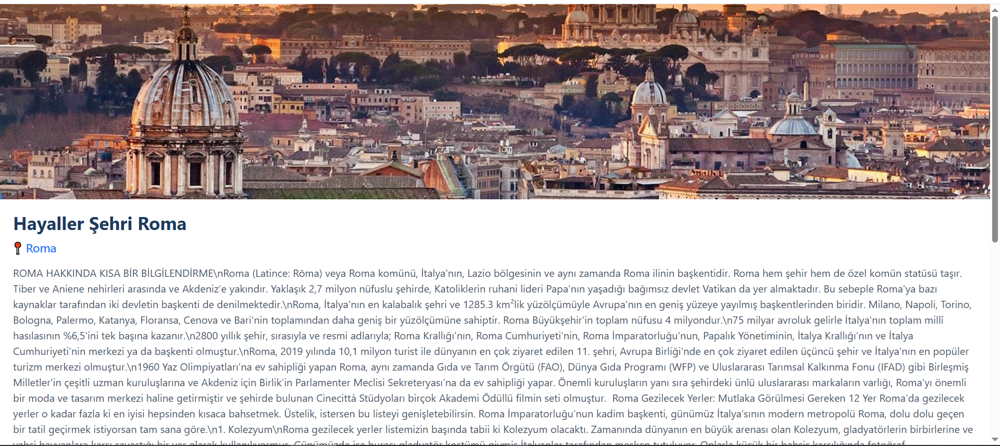 Hayaller Şehri Roma
Roma
ROMA HAKKINDA KISA BİR BİLGİLENDİRME\nRoma (Latince: Rōma) veya Roma komünü, İtalya'nın, Lazio bölgesinin ve aynı zamanda Roma ilinin başkentidir. Roma hem şehir hem de özel komün statüsü taşır.
Tiber ve Aniene nehirleri arasında ve Akdeniz'e yakındır. Yaklaşık 2,7 milyon nüfuslu şehirde, Katoliklerin ruhani lideri Papa'nın yaşadığı bağımsız devlet Vatikan da yer almaktadır. Bu sebeple Roma'ya bazı
kaynaklar tarafından iki devletin başkenti de denilmektedir.\nRoma, İtalya'nın en kalabalık şehri ve 1285.3 km²lik yüzölçümüyle Avrupa'nın en geniş yüzeye yayılmış başkentlerinden biridir. Milano, Napoli, Torino,
Bologna, Palermo, Katanya, Floransa, Cenova ve Bari'nin toplamından daha geniş bir yüzölçümüne sahiptir. Roma Büyükşehir'in toplam nüfusu 4 milyondur.\n75 milyar avroluk gelirle İtalya'nın toplam millî
hasılasının %6,5'ini tek başına kazanır.\n2800 yıllık şehir, sırasıyla ve resmi adlarıyla; Roma Krallığı'nın, Roma Cumhuriyeti'nin, Roma İmparatorluğu'nun, Papalık Yönetiminin, İtalya Krallığı'nın ve İtalya
Cumhuriyeti'nin merkezi ya da başkenti olmuştur.\nRoma, 2019 yılında 10,1 milyon turist ile dünyanın en çok ziyaret edilen 11. şehri, Avrupa Birliği'nde en çok ziyaret edilen üçüncü şehir ve İtalya'nın en popüler
turizm merkezi olmuştur.\n1960 Yaz Olimpiyatları'na ev sahipliği yapan Roma, aynı zamanda Gıda ve Tarım Örgütü (FAO), Dünya Gıda Programı (WFP) ve Uluslararası Tarımsal Kalkınma Fonu (IFAD) gibi Birleşmiş
Milletler'in çeşitli uzman kuruluşlarına ve Akdeniz için Birlik'in Parlamenter Meclisi Sekreteryası'na da ev sahipliği yapar. Önemli kuruluşların yanı sıra şehirdeki ünlü uluslararası markaların varlığı, Roma'yı önemli
bir moda ve tasarım merkezi haline getirmiştir ve şehirde bulunan Cinecittà Stüdyoları birçok Akademi Ödüllü filmin seti olmuştur.  Roma Gezilecek Yerler: Mutlaka Görülmesi Gereken 12 Yer Roma’da gezilecek
yerler o kadar fazla ki en iyisi hepsinden kısaca bahsetmek. Üstelik, istersen bu listeyi genişletebilirsin. Roma İmparatorluğu’nun kadim başkenti, günümüz İtalya’sının modern metropolü Roma, dolu dolu geçen
bir tatil geçirmek istiyorsan tam sana göre.\n1. Kolezyum\nRoma gezilecek yerler listemizin başında tabii ki Kolezyum olacaktı. Zamanında dünyanın en büyük arenası olan Kolezyum, gladyatörlerin birbirlerine ve
vahşi hayvanlara karşı savaştığı bir yer olarak kullanılıyormuş. Günümüzde ise burası gladyatör kostümü giymiş İtalyanlar tarafından mesken tutuluyor. Onlarla küçük bir bahşiş karşılığında fotoğraf